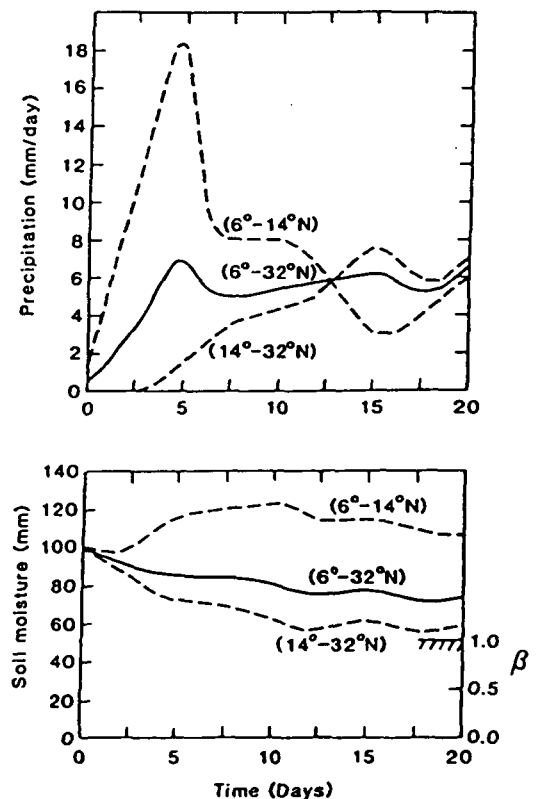 18
16
14
12
10
8
6
4
2
0
Precipitation (mm/day)
(6°-14°N)
(6°-32°N)
(14°-32°N)
0 5 10 15 20
140
120
100
80
60
40
20
0
Soil moisture (mm)
(6°-14°N)
(6°-32°N)
(14°-32°N)
1.0
0.5
0.0
β
0 5 10 15 20
Time (Days)